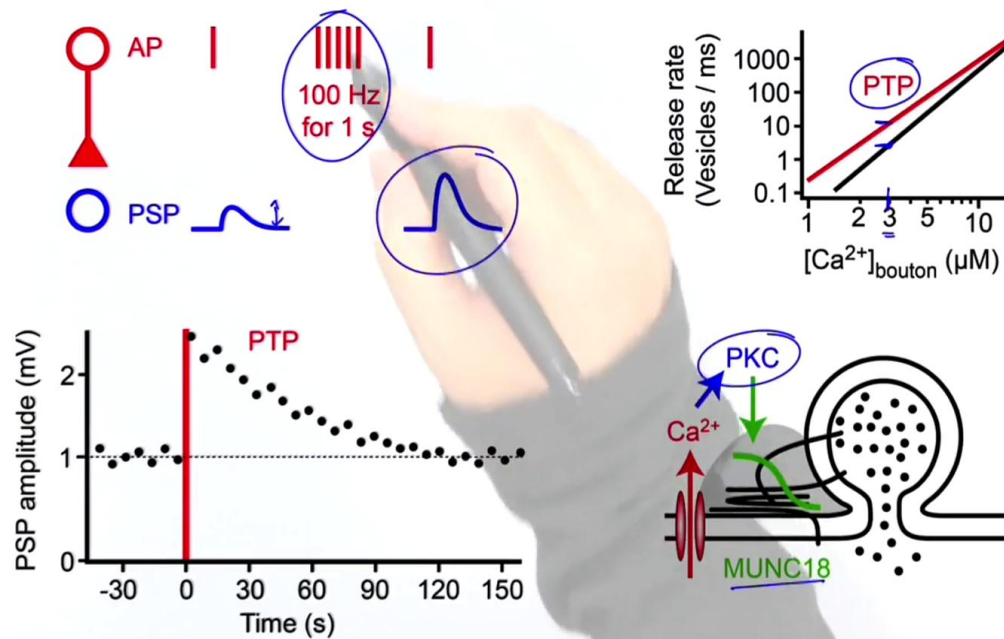 AP
100 Hz
for 1 s
PSP
Release rate
(Vesicles / ms)
1000
100
10
1
0.1
PTP
1 2 3 5 10
[Ca²⁺]bouton (µM)
PSP amplitude (mV)
2
1
0
PTP
-30 0 30 60 90 120 150
Time (s)
PKC
Ca²⁺
MUNC18